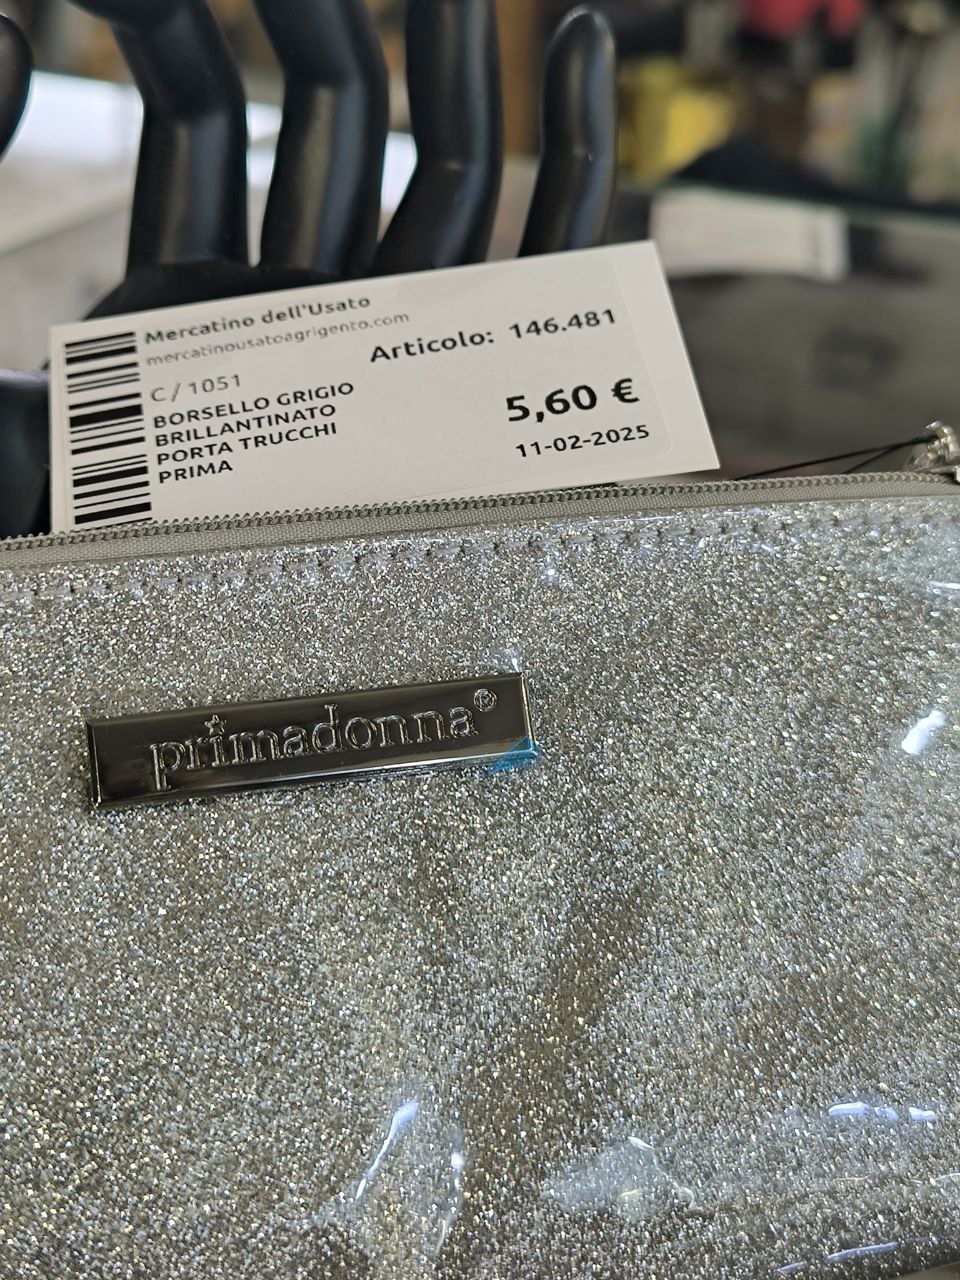 Mercatino dell'Usato
mercatinousatoagrigento.com
Articolo: 146.481
C/1051
BORSELLO GRIGIO
BRILLANTINATO
PORTA TRUCCHI
PRIMA
5,60 €
11-02-2025
primadonna®